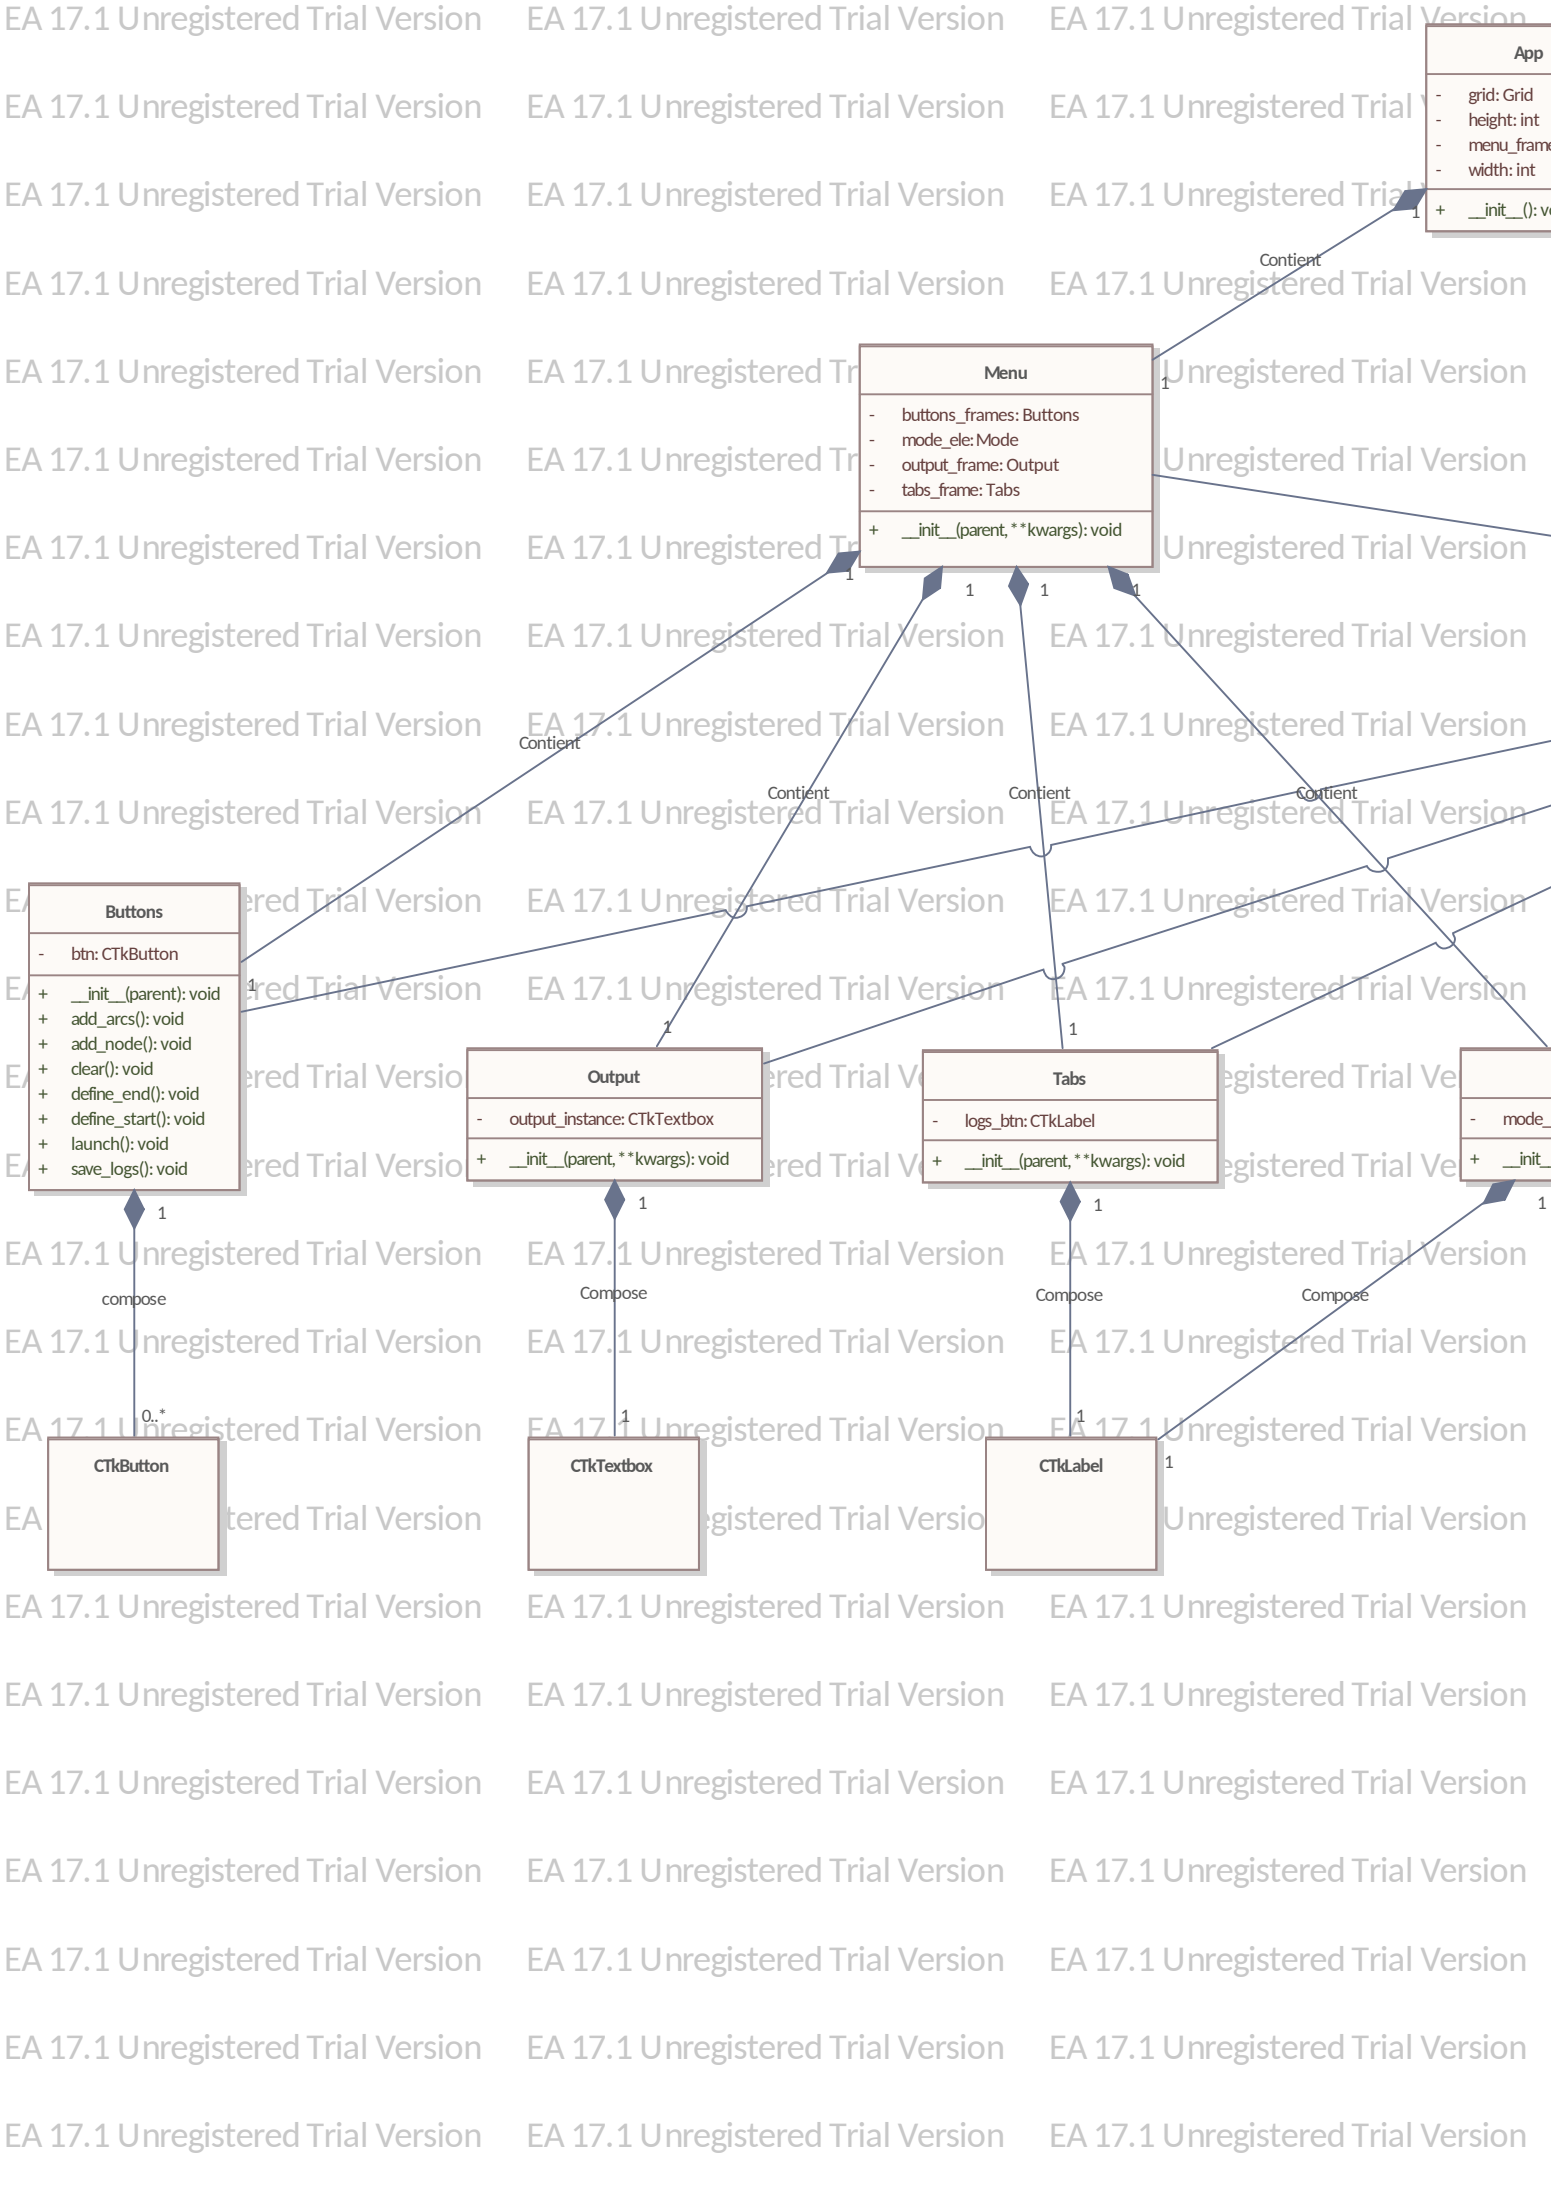 EA 17.1 Unregistered Trial Version
App
- grid: Grid
- height: int
- menu_frame
- width: int
+ __init__():
1
Contient
1
Menu
- buttons_frames: Buttons
- mode_ele: Mode
- output_frame: Output
- tabs_frame: Tabs
+ __init__(parent, **kwargs): void
1
1
1
1
Contient
Contient
Contient
Contient
Buttons
- btn: CTkButton
+ __init__(parent): void
+ add_arcs(): void
+ add_node(): void
+ clear(): void
+ define_end(): void
+ define_start(): void
+ launch(): void
+ save_logs(): void
1
1
Output
- output_instance: CTkTextbox
+ __init__(parent, **kwargs): void
1
Tabs
- logs_btn: CTkLabel
+ __init__(parent, **kwargs): void
- mode_
+ __init__
1
1
1
1
compose
Compose
Compose
Compose
0..*
1
1
1
CTkButton
CTkTextbox
CTkLabel